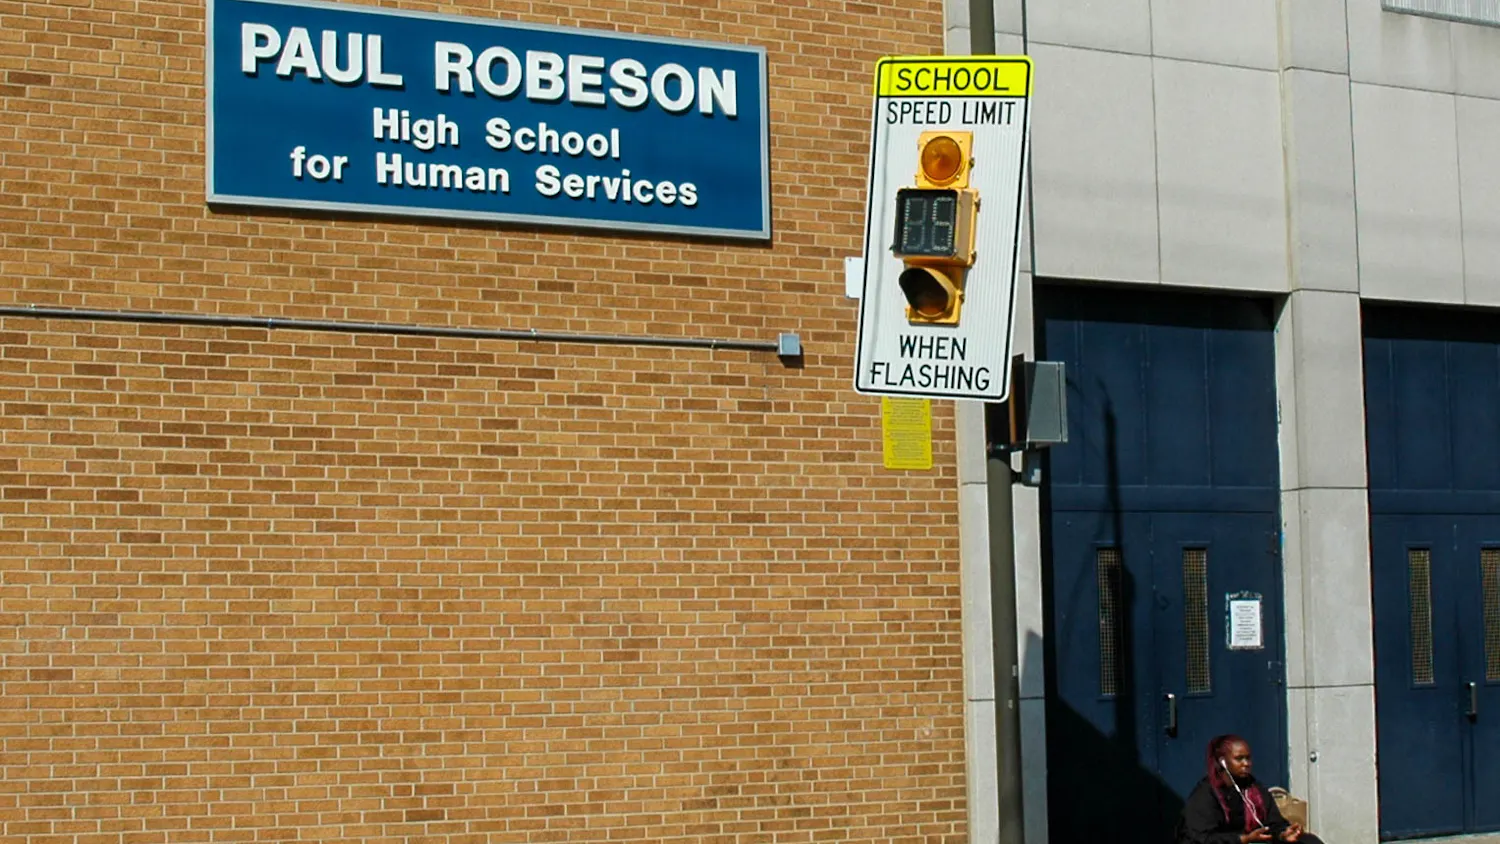 PAUL ROBESON
High School
for Human Services
SCHOOL
SPEED LIMIT
WHEN
FLASHING